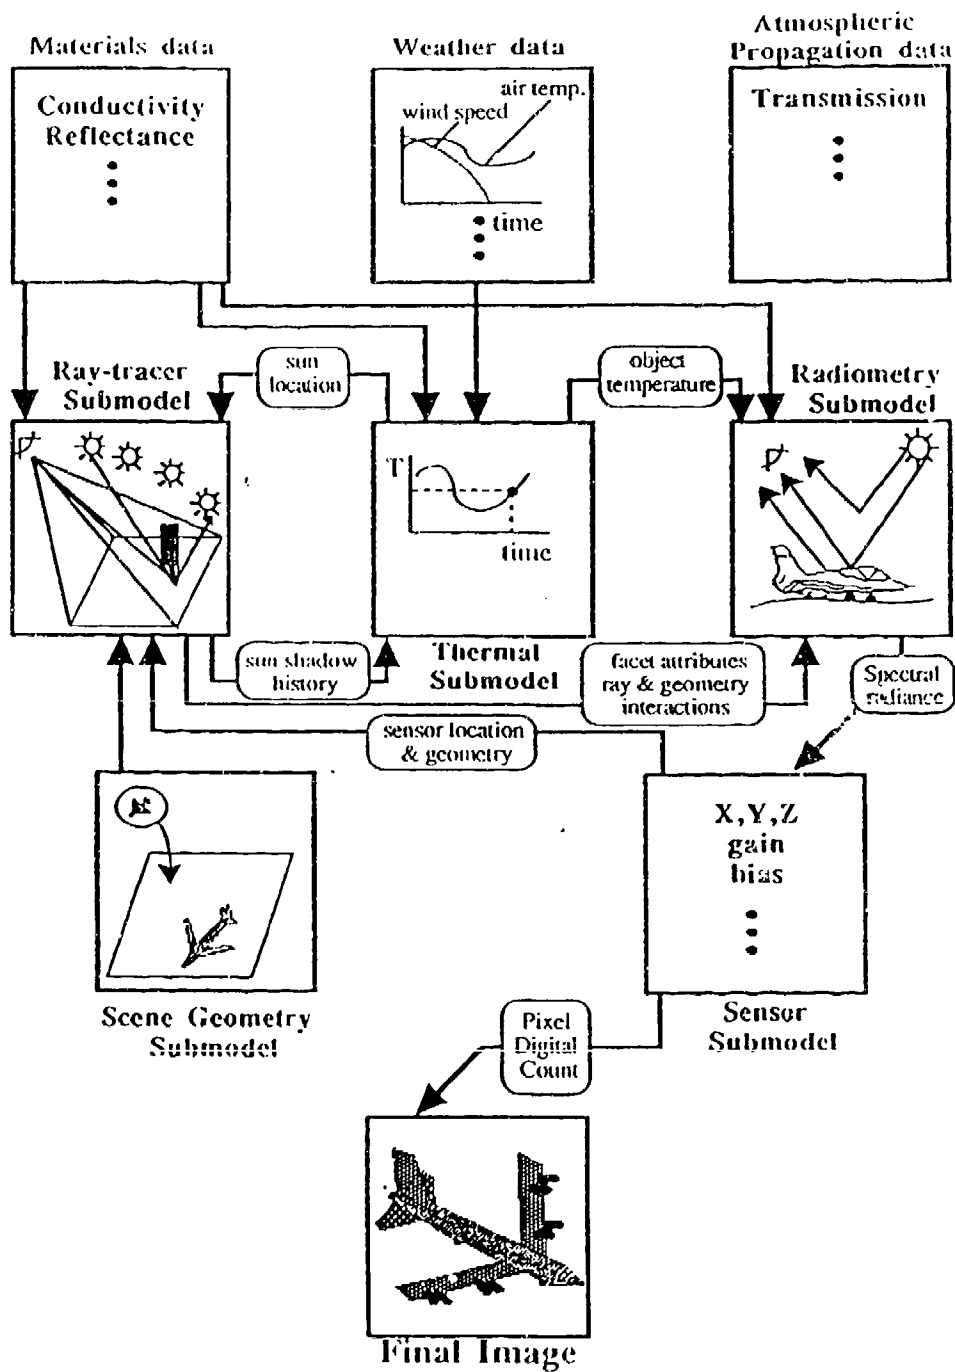 Materials data
Weather data
Atmospheric
Propagation data
Conductivity
Reflectance
air temp.
wind speed
time
Transmission
Ray-tracer
Submodel
sun
location
object
temperature
Radiometry
Submodel
T
time
sun shadow
history
Thermal
Submodel
facet attributes
ray & geometry
interactions
Spectral
radiance
sensor location
& geometry
X,Y,Z
gain
bias
Scene Geometry
Submodel
Pixel
Digital
Count
Sensor
Submodel
Final Image